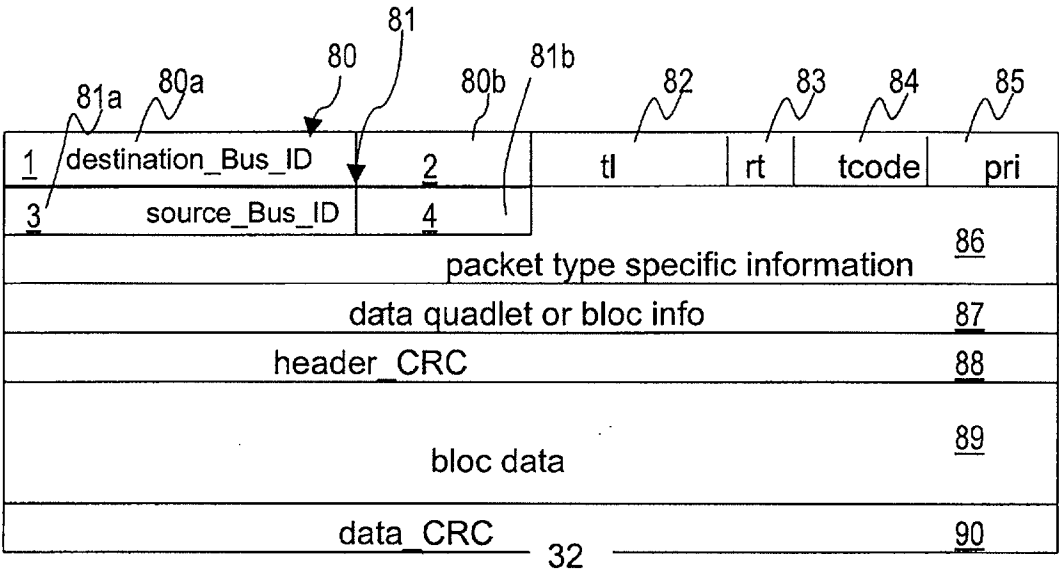 81
80
81b
80b
80a
81a
82
83
84
85
1 destination_Bus_ID 2 tl rt tcode pri
3 source_Bus_ID 4
86
packet type specific information
data quadlet or bloc info 87
header_CRC 88
89
bloc data
data_CRC 90
32